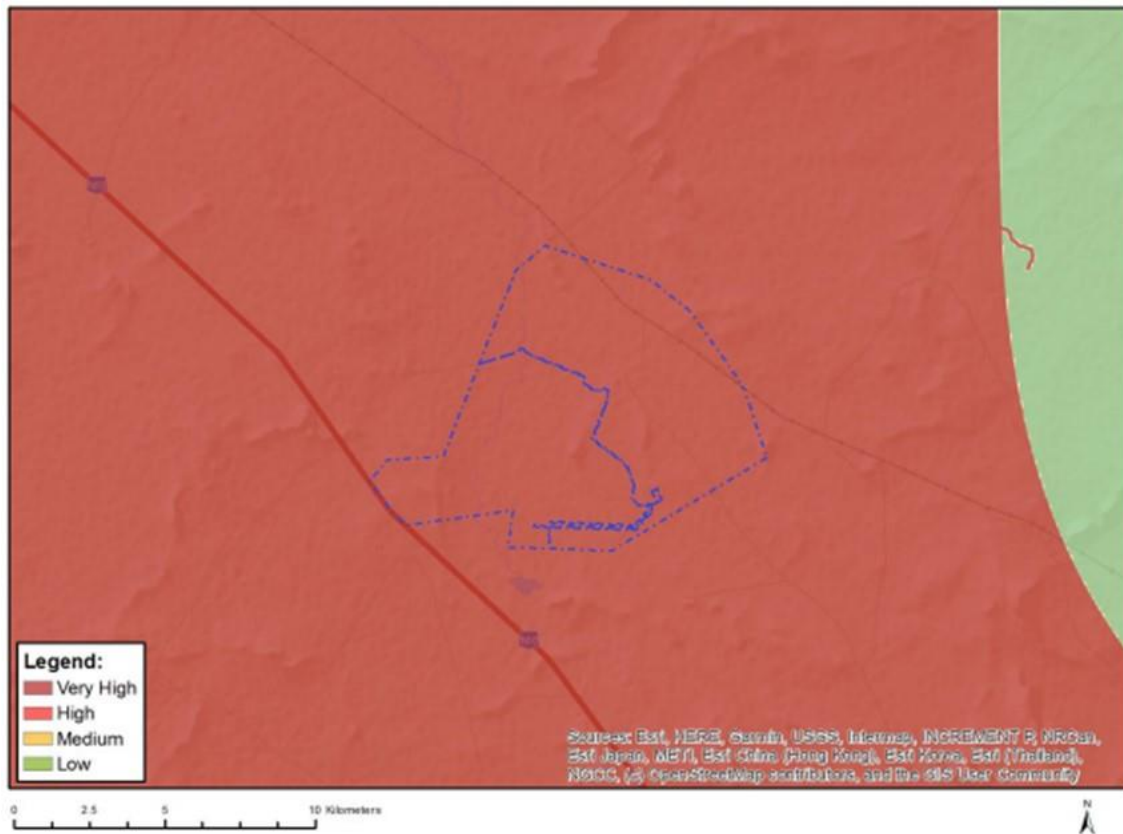 Legend:
Very High
High
Medium
Low
Sources: Esri, HERE, Garmin, USGS, Intermap, INCREMENT P, NRCan,
Esri Japan, METI, Esri China (Hong Kong), Esri Korea, Esri (Thailand),
NGCC, (c) OpenStreetMap contributors, and the GIS User Community
0 2.5 5 10 Kilometers
N